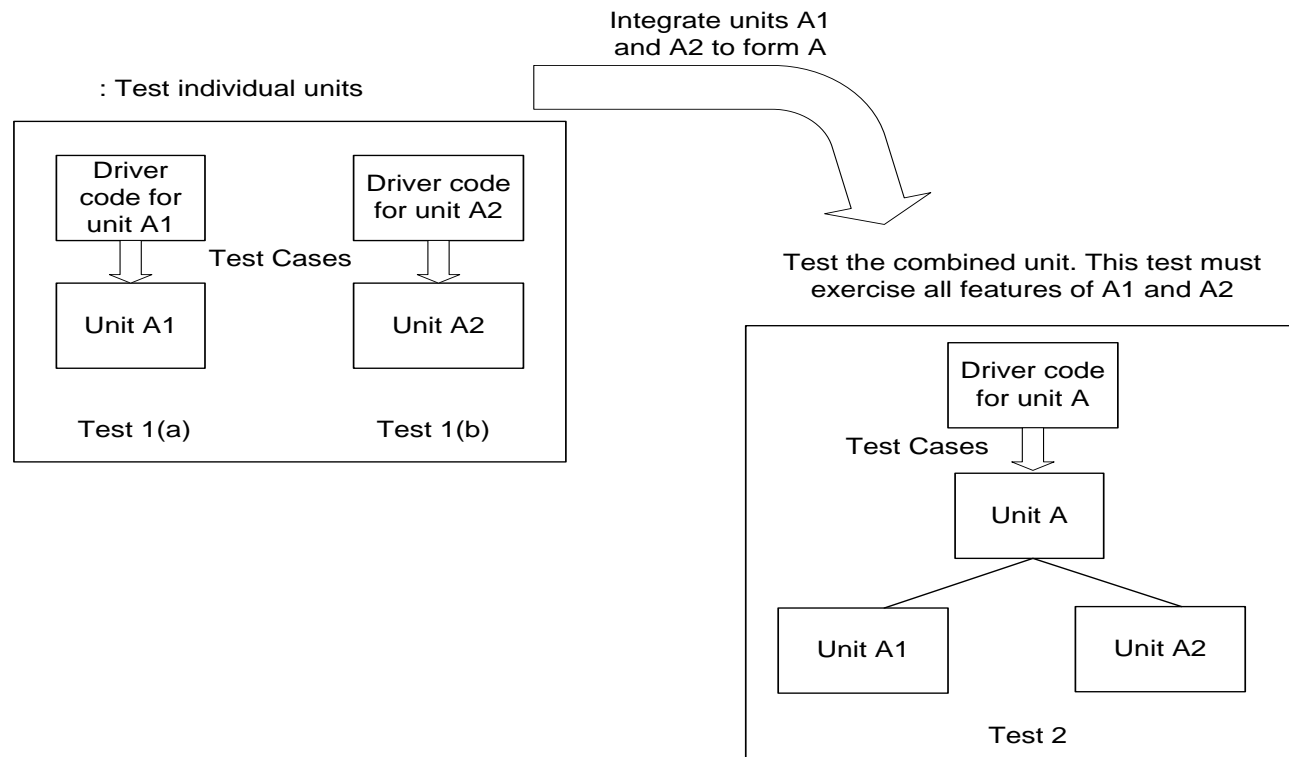 Integrate units A1
and A2 to form A
: Test individual units
Driver
code for
unit A1
Driver code
for unit A2
Test Cases
Unit A1
Unit A2
Test 1(a)
Test 1(b)
Test the combined unit. This test must
exercise all features of A1 and A2
Driver code
for unit A
Test Cases
Unit A
Unit A1
Unit A2
Test 2